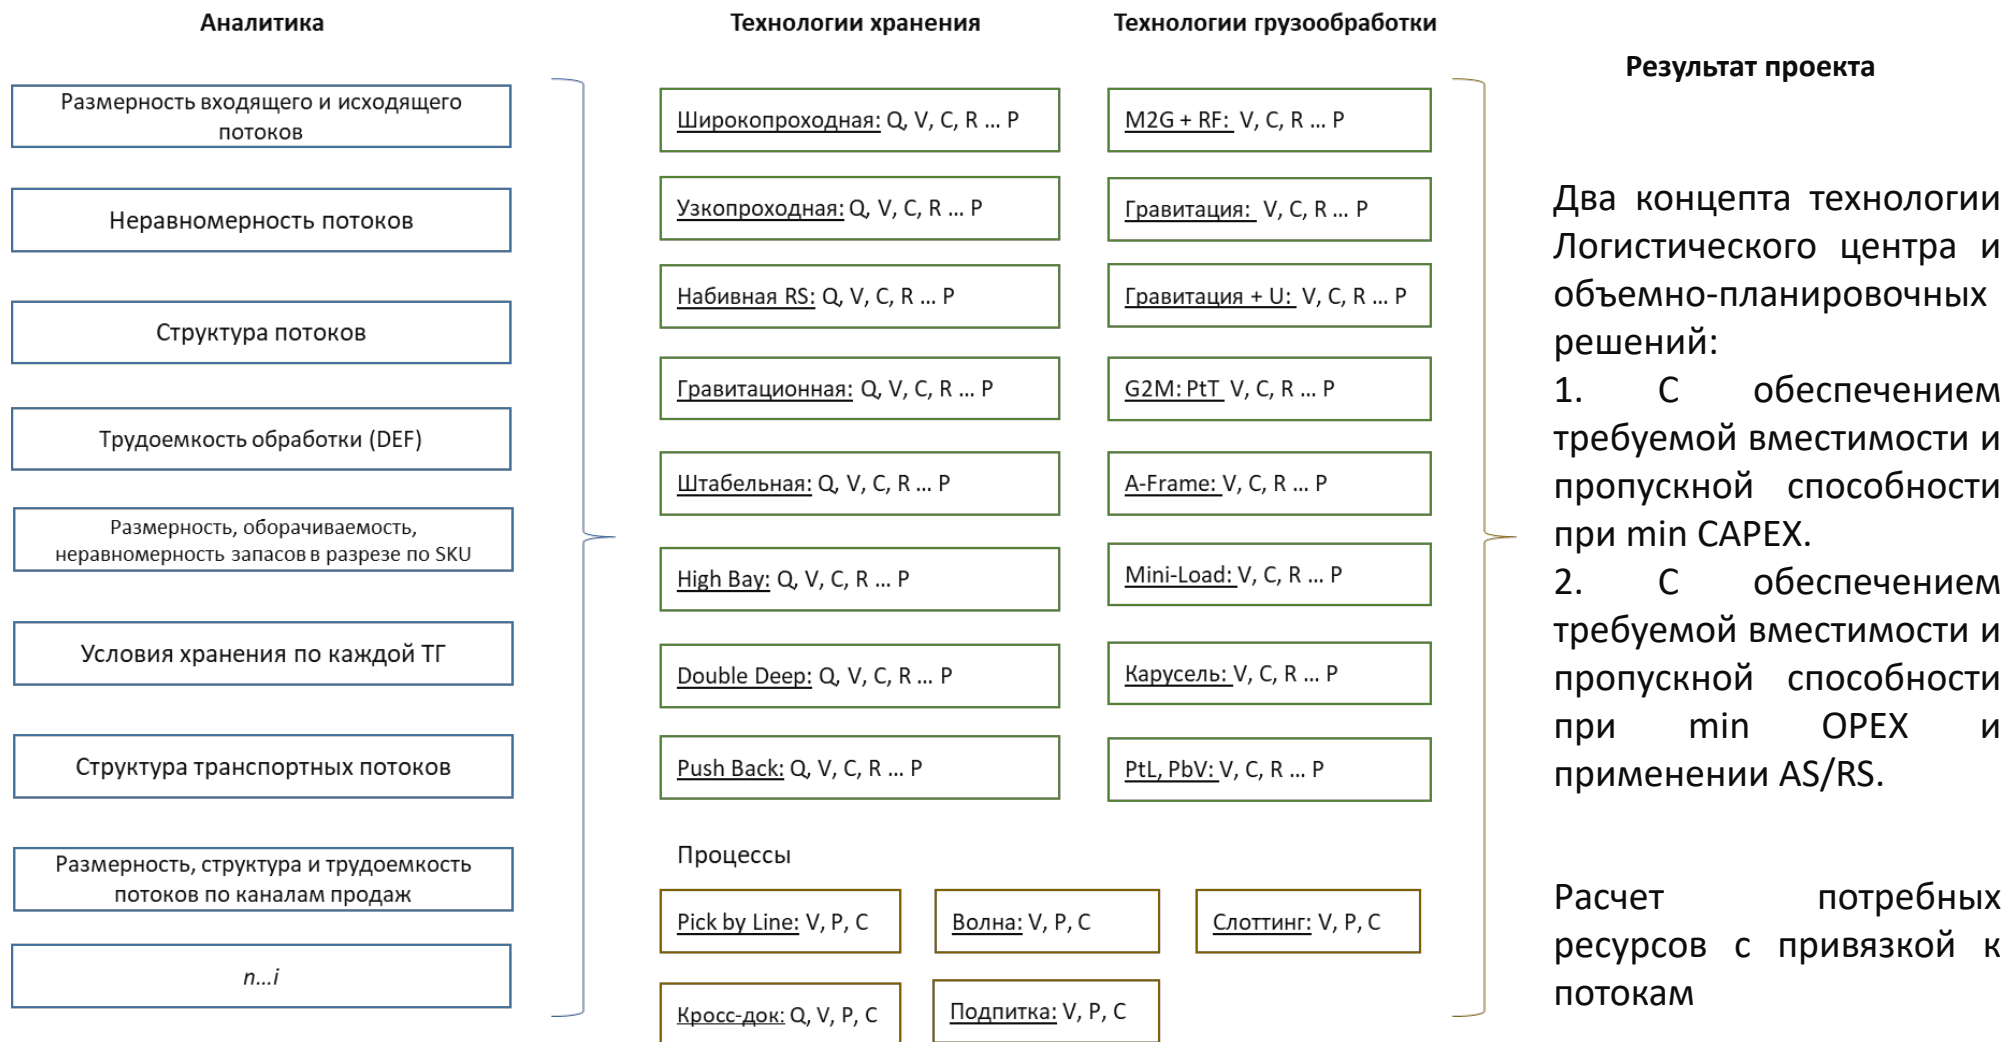 Аналитика
Размерность входящего и исходящего
потоков
Неравномерность потоков
Структура потоков
Трудоемкость обработки (DEF)
Размерность, оборачиваемость,
неравномерность запасов в разрезе по SKU
Условия хранения по каждой ТГ
Структура транспортных потоков
Размерность, структура и трудоемкость
потоков по каналам продаж
n...i
Технологии хранения
Широкопроходная: Q, V, C, R ... P
Узкопроходная: Q, V, C, R ... P
Набивная RS: Q, V, C, R ... P
Гравитационная: Q, V, C, R ... P
Штабельная: Q, V, C, R ... P
High Bay: Q, V, C, R ... P
Double Deep: Q, V, C, R ... P
Push Back: Q, V, C, R ... P
Технологии грузообработки
M2G + RF: V, C, R ... P
Гравитация: V, C, R ... P
Гравитация + U: V, C, R ... P
G2M: PtT V, C, R ... P
A-Frame: V, C, R ... P
Mini-Load: V, C, R ... P
Карусель: V, C, R ... P
PtL, PbV: V, C, R ... P
Процессы
Pick by Line: V, P, C
Волна: V, P, C
Слоттинг: V, P, C
Кросс-док: Q, V, P, C
Подпитка: V, P, C
Результат проекта
Два концепта технологии
Логистического центра и
объемно-планировочных
решений:
1. С обеспечением
требуемой вместимости и
пропускной способности
при min CAPEX.
2. С обеспечением
требуемой вместимости и
пропускной способности
при min OPEX и
применении AS/RS.
Расчет потребных
ресурсов с привязкой к
потокам